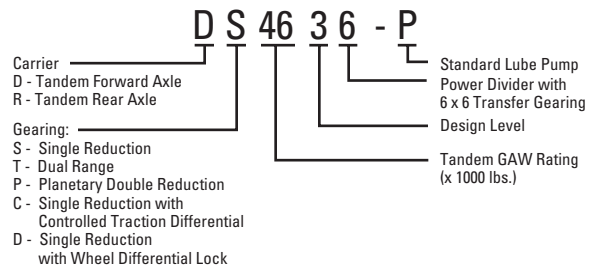 D S 46 3 6 - P
Carrier
D - Tandem Forward Axle
R - Tandem Rear Axle
Gearing:
S - Single Reduction
T - Dual Range
P - Planetary Double Reduction
C - Single Reduction with
Controlled Traction Differential
D - Single Reduction
with Wheel Differential Lock
Standard Lube Pump
Power Divider with
6 x 6 Transfer Gearing
Design Level
Tandem GAW Rating
(x 1000 lbs.)